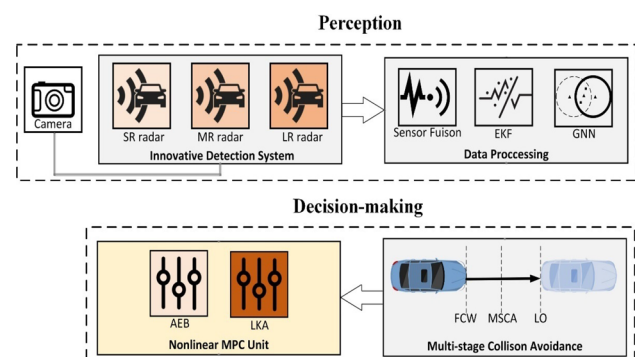 Perception
Camera
SR radar MR radar LR radar
Innovative Detection System
Sensor Fuison EKF GNN
Data Proccessing
Decision-making
AEB LKA
Nonlinear MPC Unit
FCW MSCA LO
Multi-stage Collision Avoidance